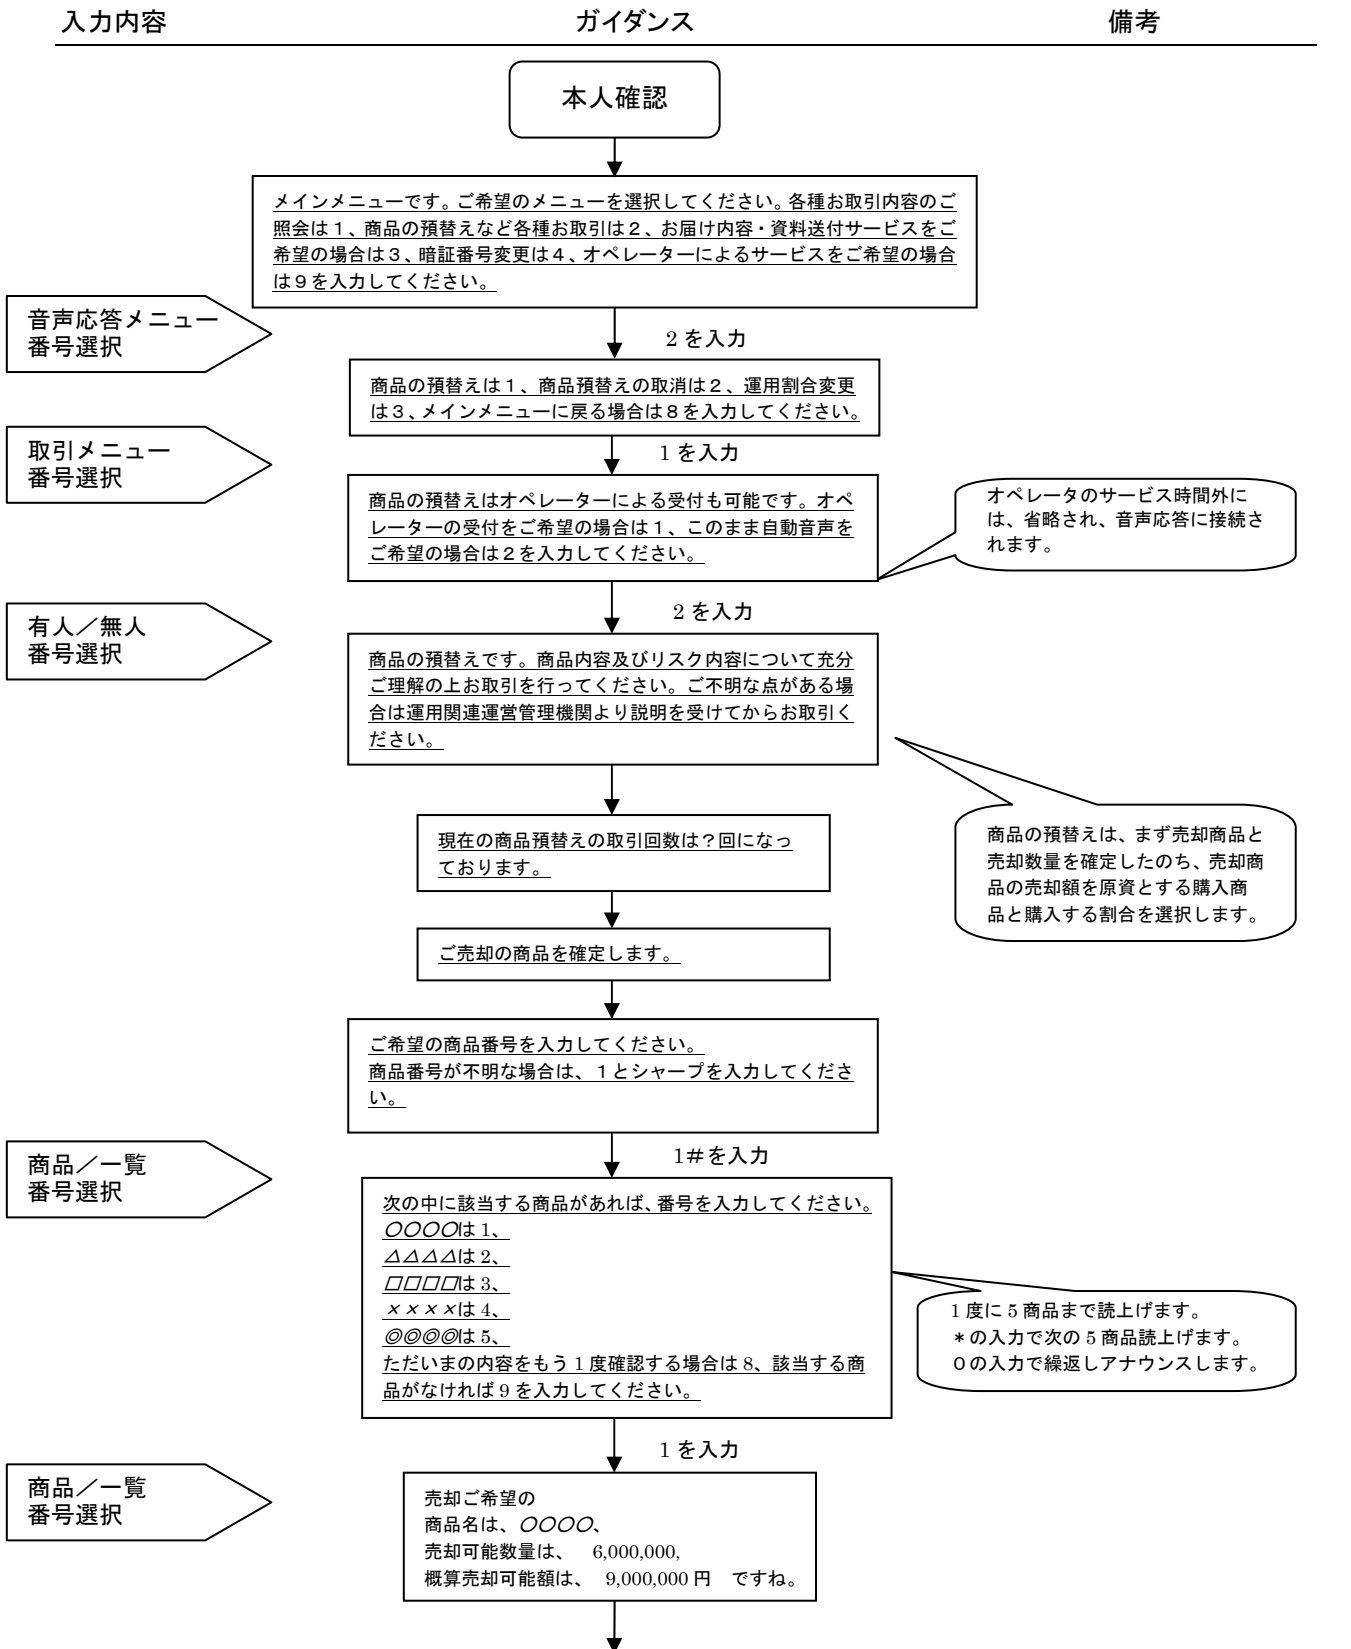 入力内容　ガイダンス　備考
本人確認
メインメニューです。ご希望のメニューを選択してください。各種お取引内容のご
照会は１、商品の預替えなど各種お取引は２、お届け内容・資料送付サービスをご
希望の場合は３、暗証番号変更は４、オペレーターによるサービスをご希望の場合
は９を入力してください。
音声応答メニュー
番号選択
2 を入力
商品の預替えは１、商品預替えの取消は２、運用割合変更
は３、メインメニューに戻る場合は８を入力してください。
取引メニュー
番号選択
1 を入力
商品の預替えはオペレーターによる受付も可能です。オペ
レーターの受付をご希望の場合は１、このまま自動音声を
ご希望の場合は２を入力してください。
オペレータのサービス時間外に
は、省略され、音声応答に接続さ
れます。
有人／無人
番号選択
2 を入力
商品の預替えです。商品内容及びリスク内容について充分
ご理解の上お取引を行ってください。ご不明な点がある場
合は運用関連運営管理機関より説明を受けてからお取引く
ださい。
現在の商品預替えの取引回数は？回になっ
ております。
商品の預替えは、まず売却商品と
売却数量を確定したのち、売却商
品の売却額を原資とする購入商
品と購入する割合を選択します。
ご売却の商品を確定します。
ご希望の商品番号を入力してください。
商品番号が不明な場合は、１とシャープを入力してくださ
い。
商品／一覧
番号選択
1＃を入力
次の中に該当する商品があれば、番号を入力してください。
○○○○は 1、
△△△△は 2、
□□□□は 3、
××××は 4、
◎◎◎◎は 5、
ただいまの内容をもう 1 度確認する場合は 8、該当する商
品がなければ 9 を入力してください。
1 度に 5 商品まで読上げます。
＊の入力で次の 5 商品読上げます。
０の入力で繰返しアナウンスします。
商品／一覧
番号選択
1 を入力
売却ご希望の
商品名は、○○○○、
売却可能数量は、　6,000,000,
概算売却可能額は、　9,000,000 円　ですね。